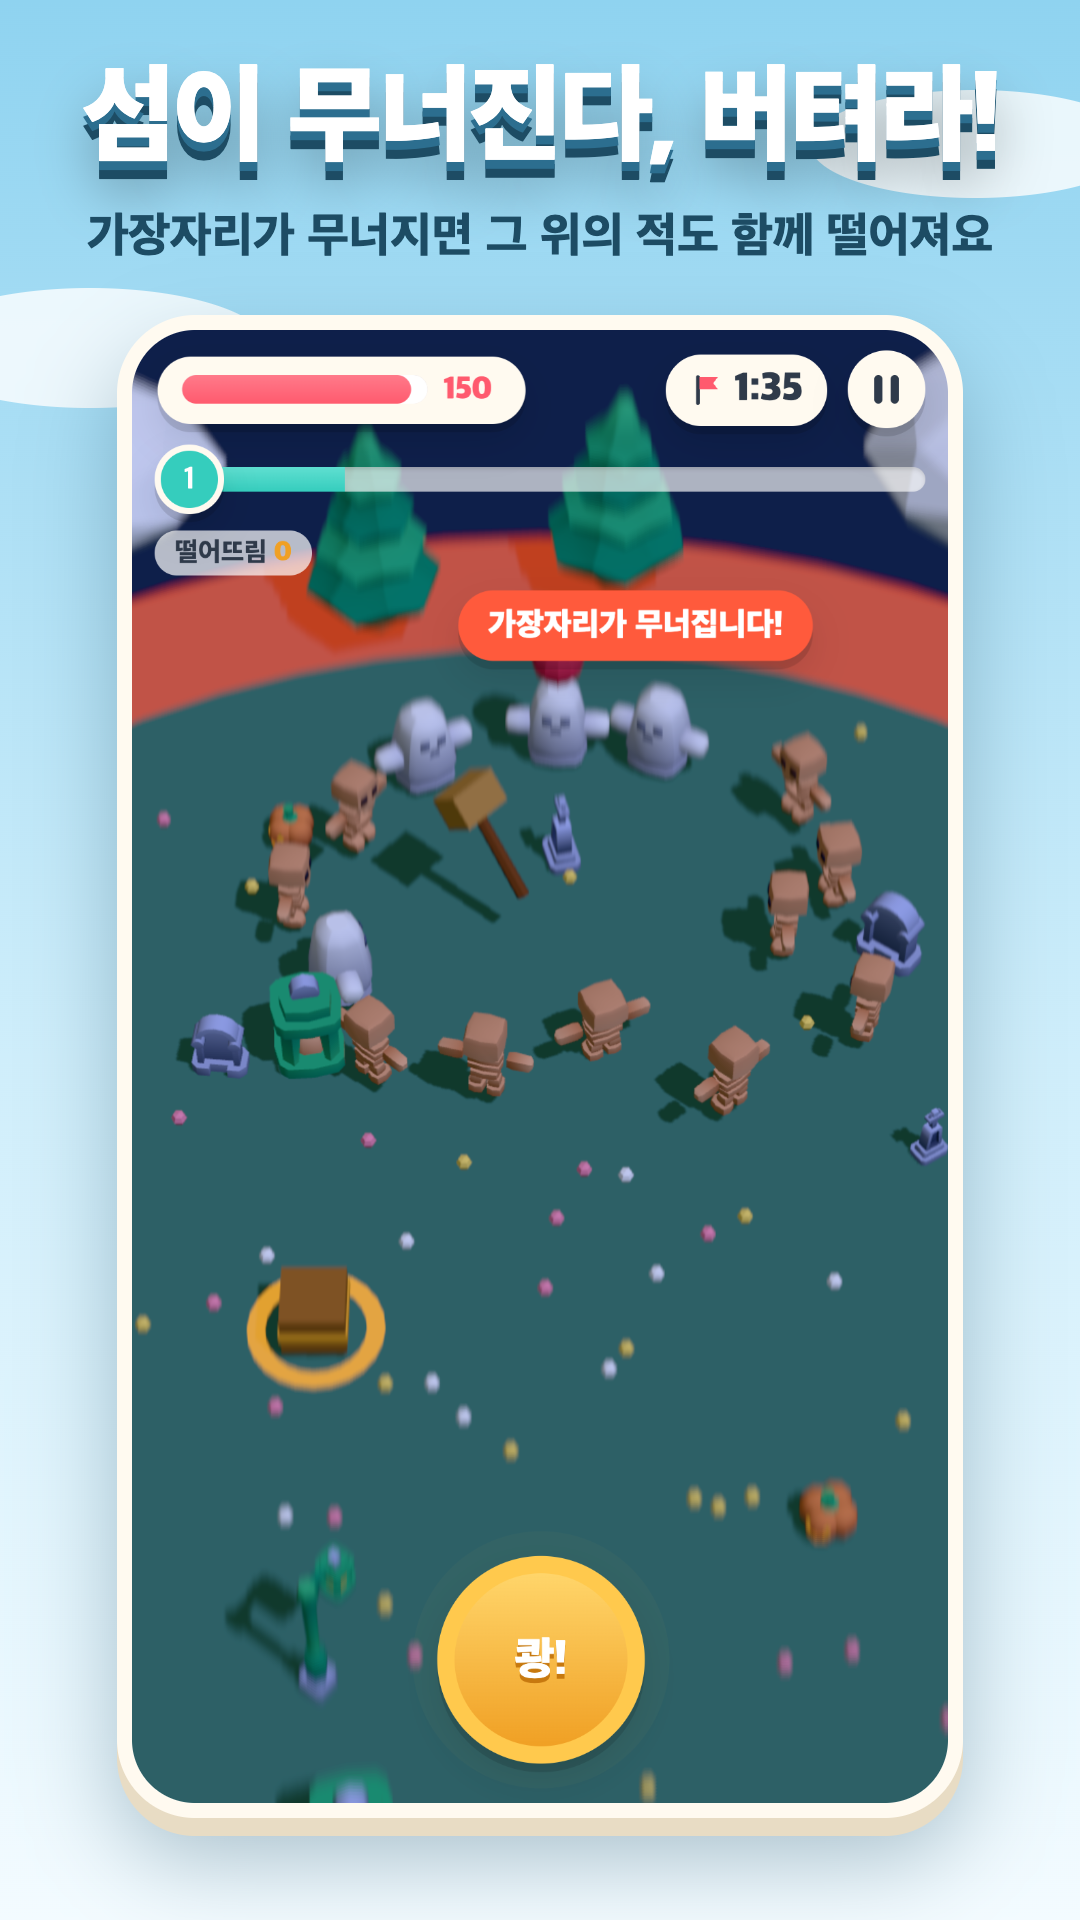 섬이 무너진다, 버텨라!
가장자리가 무너지면 그 위의 적도 함께 떨어져요
150
1:35
1
떨어뜨림 0
가장자리가 무너집니다!
쾅!